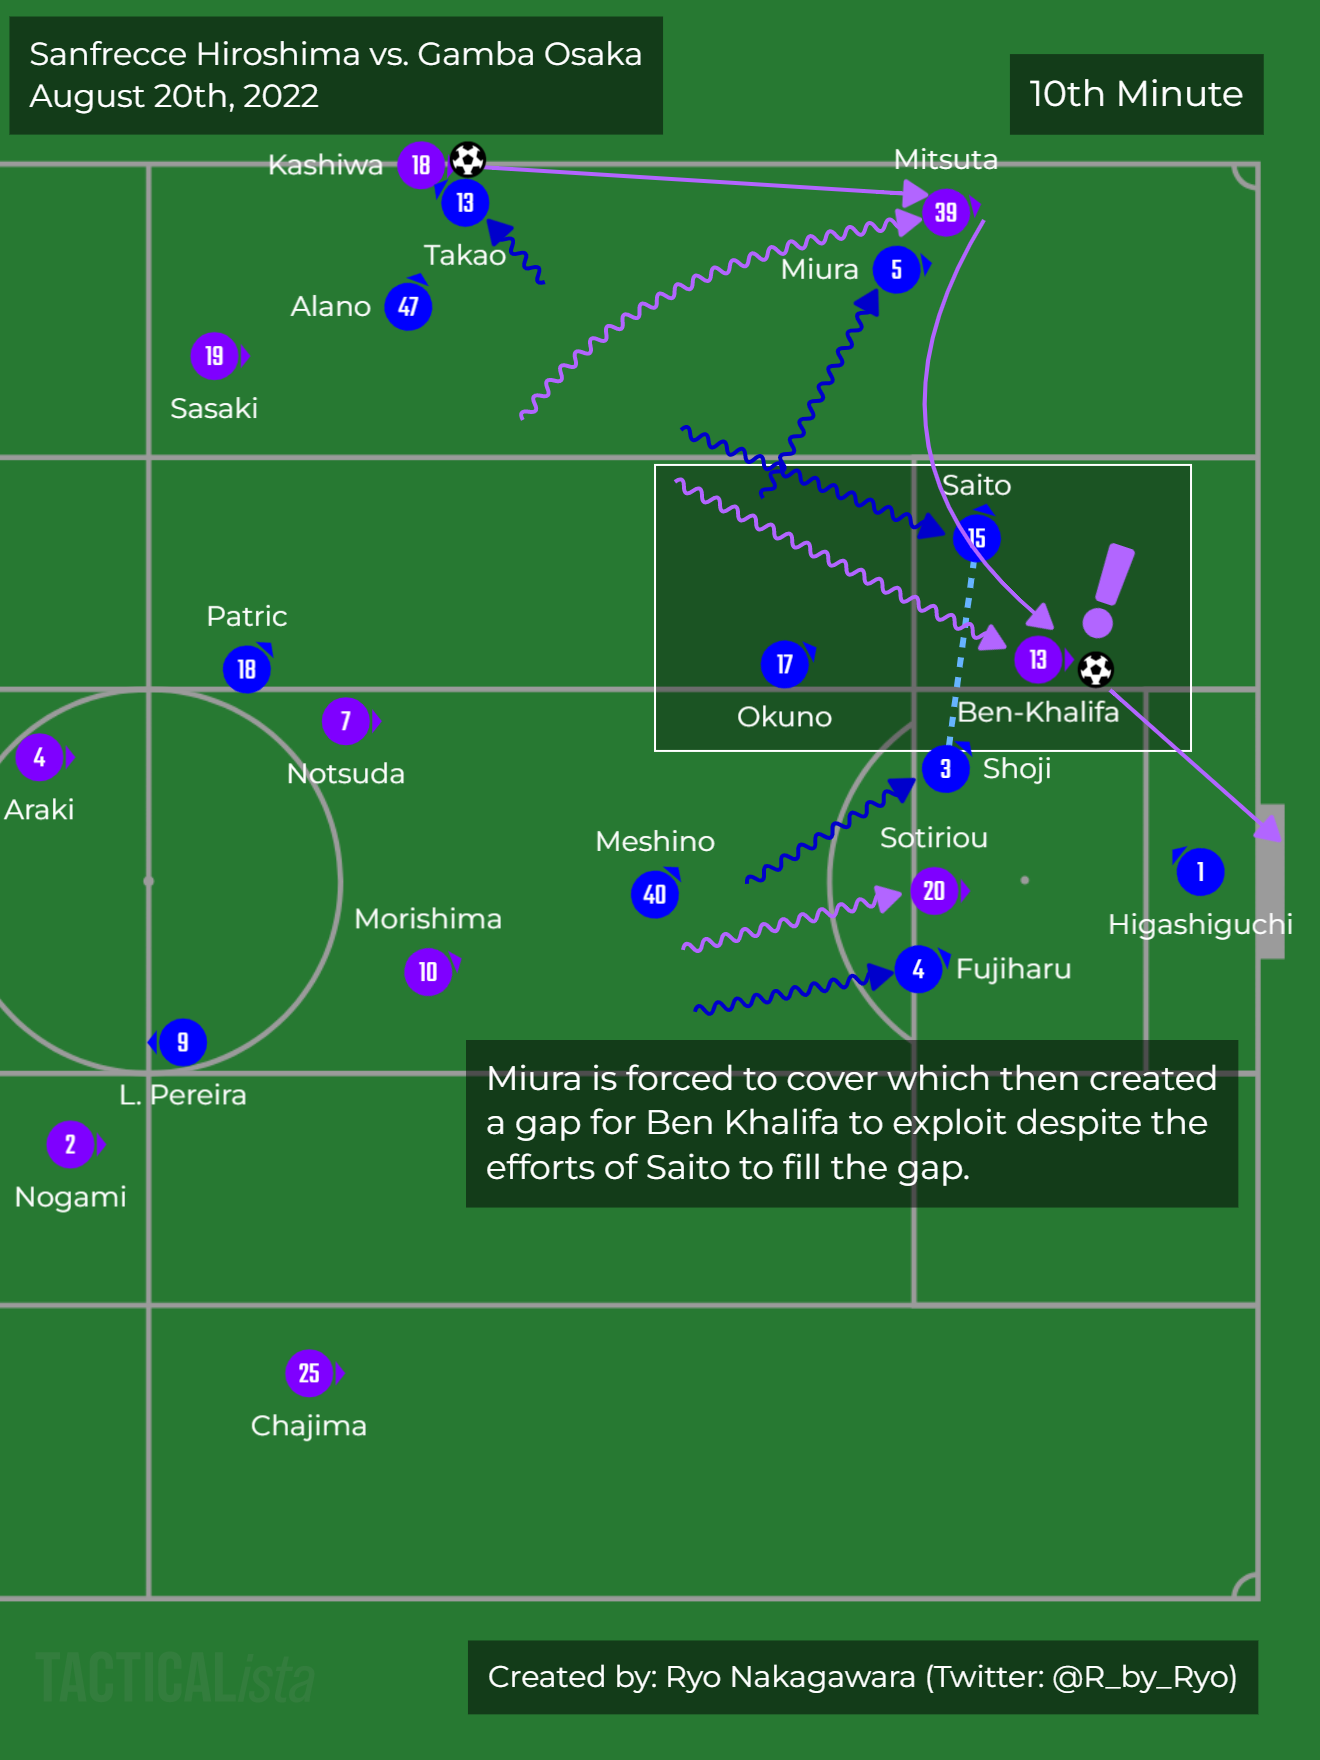 Sanfrecce Hiroshima vs. Gamba Osaka
August 20th, 2022
10th Minute
Kashiwa
18
Mitsuta
39
13
Takao
Miura
5
Alano
47
19
Sasaki
Saito
15
Patric
18
17
Okuno
13
Ben-Khalifa
7
Notsuda
4
Araki
3
Shoji
Meshino
40
Sotiriou
20
1
Higashiguchi
Morishima
10
4
Fujiharu
9
L. Pereira
2
Nogami
Miura is forced to cover which then created
a gap for Ben Khalifa to exploit despite the
efforts of Saito to fill the gap.
25
Chajima
TACTICALista
Created by: Ryo Nakagawara (Twitter: @R_by_Ryo)